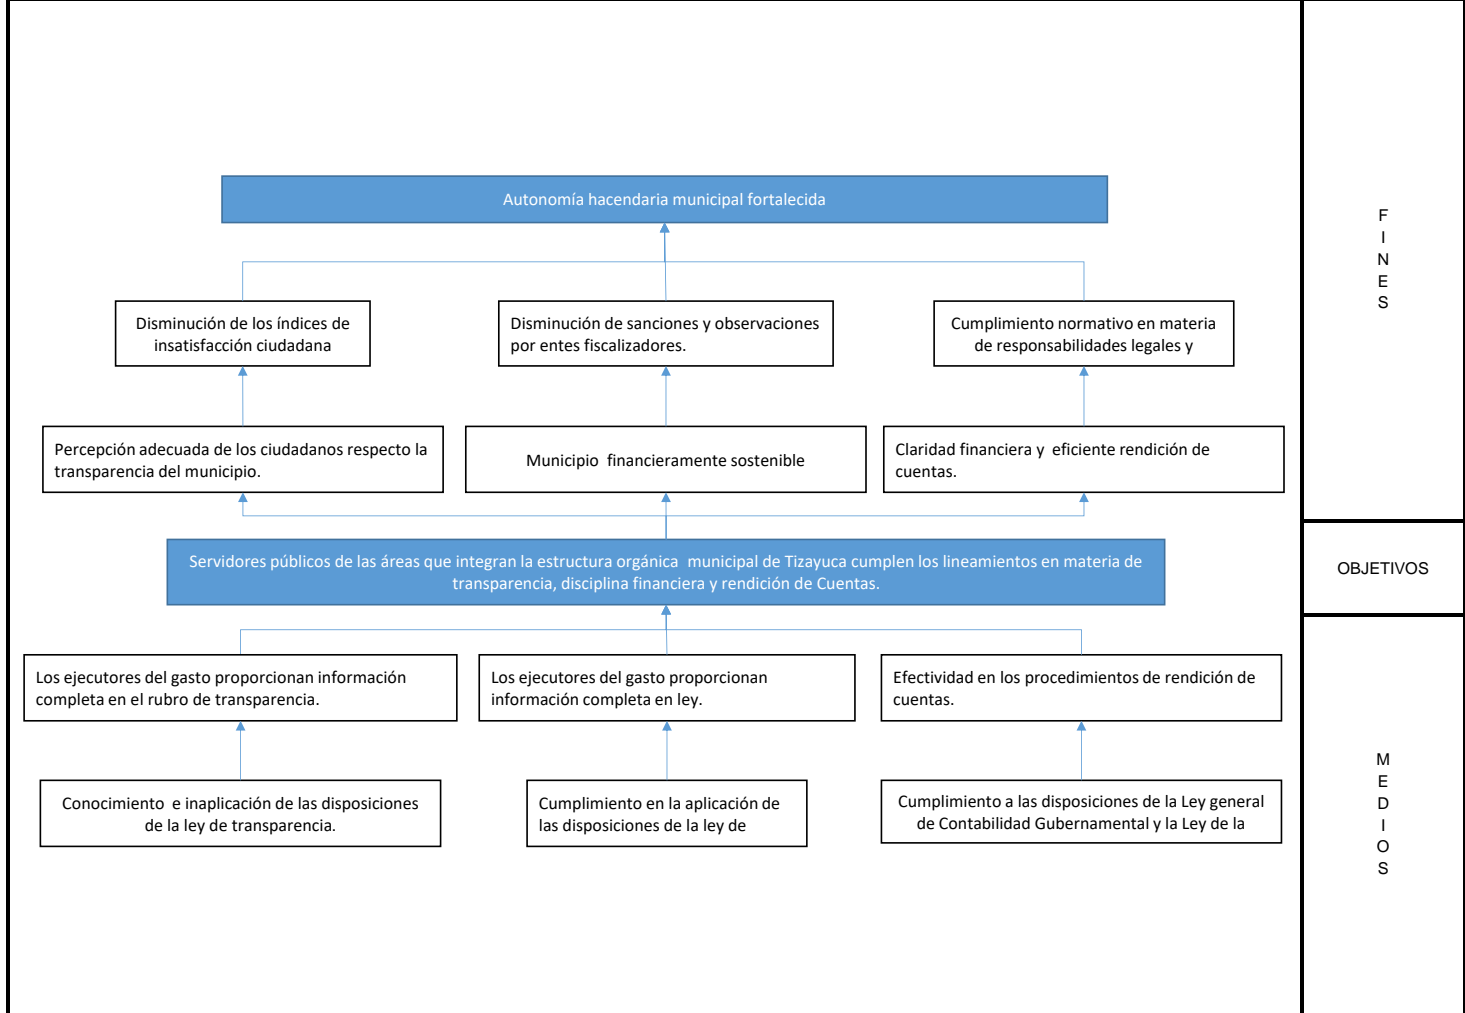 Autonomía hacendaria municipal fortalecida
Disminución de los índices de
insatisfacción ciudadana
Disminución de sanciones y observaciones
por entes fiscalizadores.
Cumplimiento normativo en materia
de responsabilidades legales y
Percepción adecuada de los ciudadanos respecto la
transparencia del municipio.
Municipio financieramente sostenible
Claridad financiera y eficiente rendición de
cuentas.
F
I
N
E
S
Servidores públicos de las áreas que integran la estructura orgánica municipal de Tizayuca cumplen los lineamientos en materia de
transparencia, disciplina financiera y rendición de Cuentas.
OBJETIVOS
Los ejecutores del gasto proporcionan información
completa en el rubro de transparencia.
Los ejecutores del gasto proporcionan
información completa en ley.
Efectividad en los procedimientos de rendición de
cuentas.
Conocimiento e inaplicación de las disposiciones
de la ley de transparencia.
Cumplimiento en la aplicación de
las disposiciones de la ley de
Cumplimiento a las disposiciones de la Ley general
de Contabilidad Gubernamental y la Ley de la
M
E
D
I
O
S